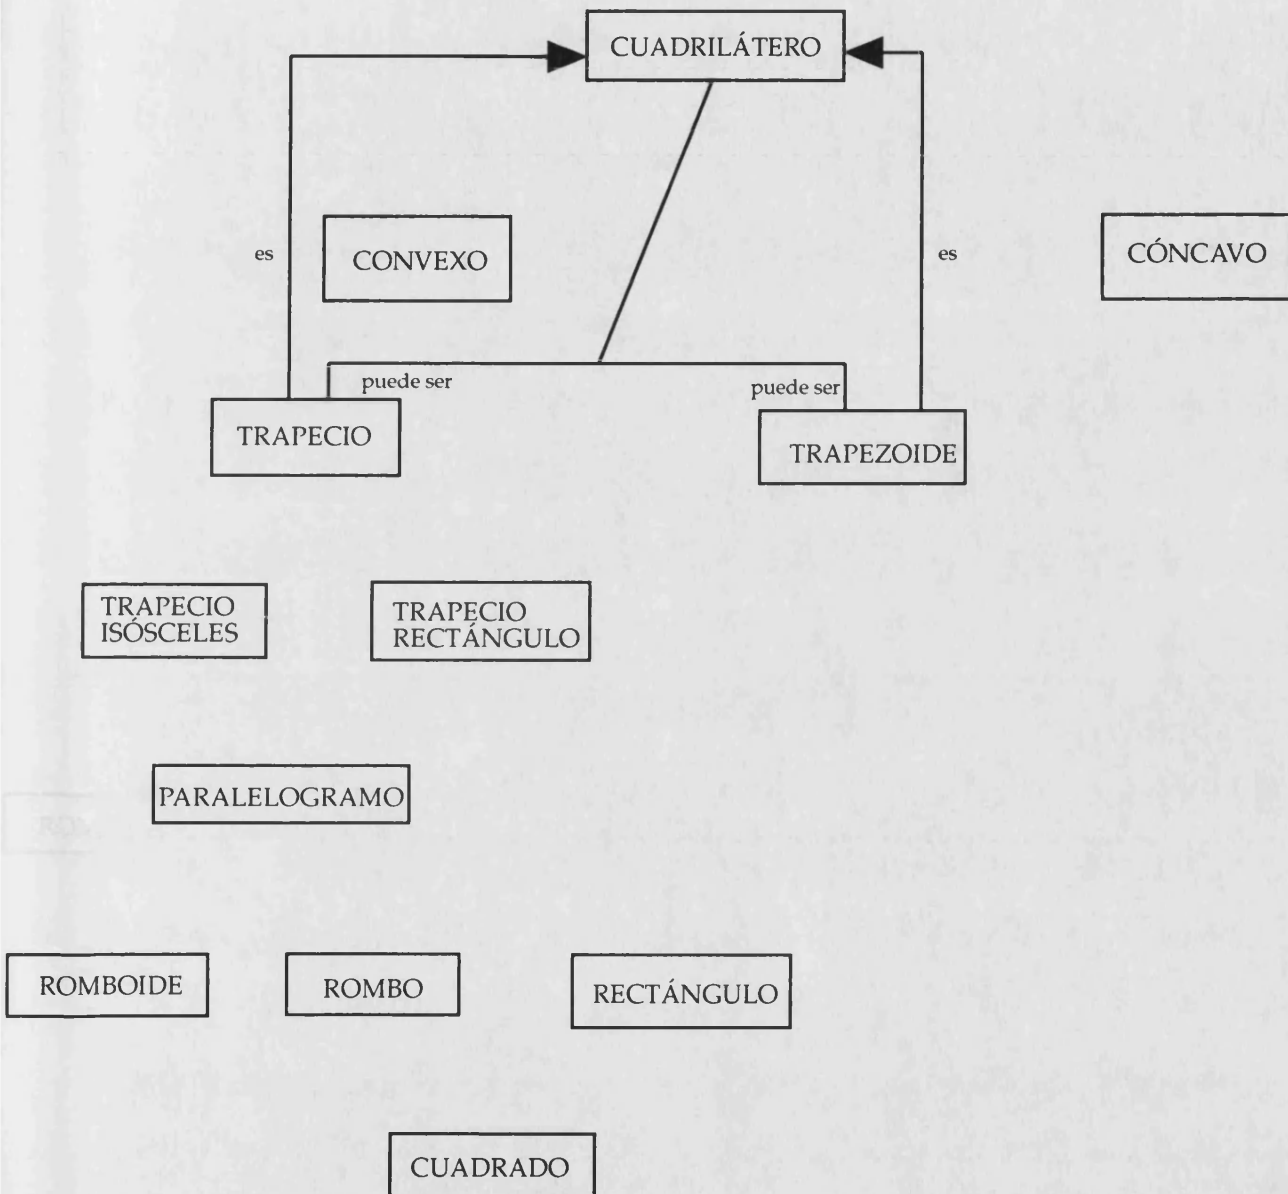 CUADRILÁTERO
es
CONVEXO
es
CÓNCAVO
puede ser
puede ser
TRAPECIO
TRAPEZOIDE
TRAPECIO
ISÓSCELES
TRAPECIO
RECTÁNGULO
PARALELOGRAMO
ROMBOIDE
ROMBO
RECTÁNGULO
CUADRADO